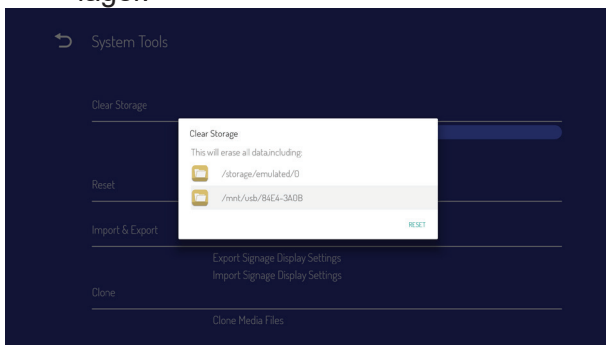 System Tools
Clear Storage
Clear Storage
This will erase all data,including:
/storage/emulated/0
/mnt/usb/84E4-3A0B
RESET
Reset
Import & Export
Export Signage Display Settings
Import Signage Display Settings
Clone
Clone Media Files